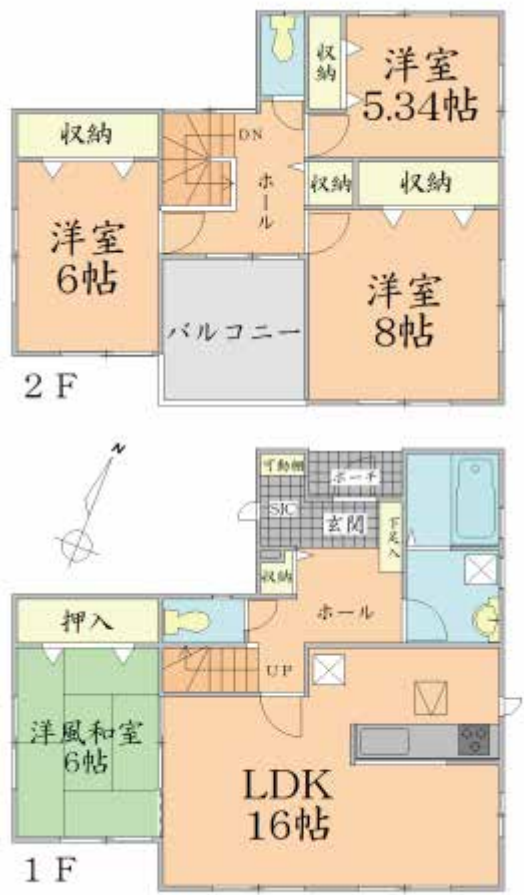 収納
洋室
5.34帖
収納
DN
ホール
収納
収納
洋室
6帖
洋室
8帖
バルコニー
2F
N
可動棚
ポーチ
SIC
玄関
下足入
収納
ホール
押入
UP
洋風和室
6帖
LDK
16帖
1F